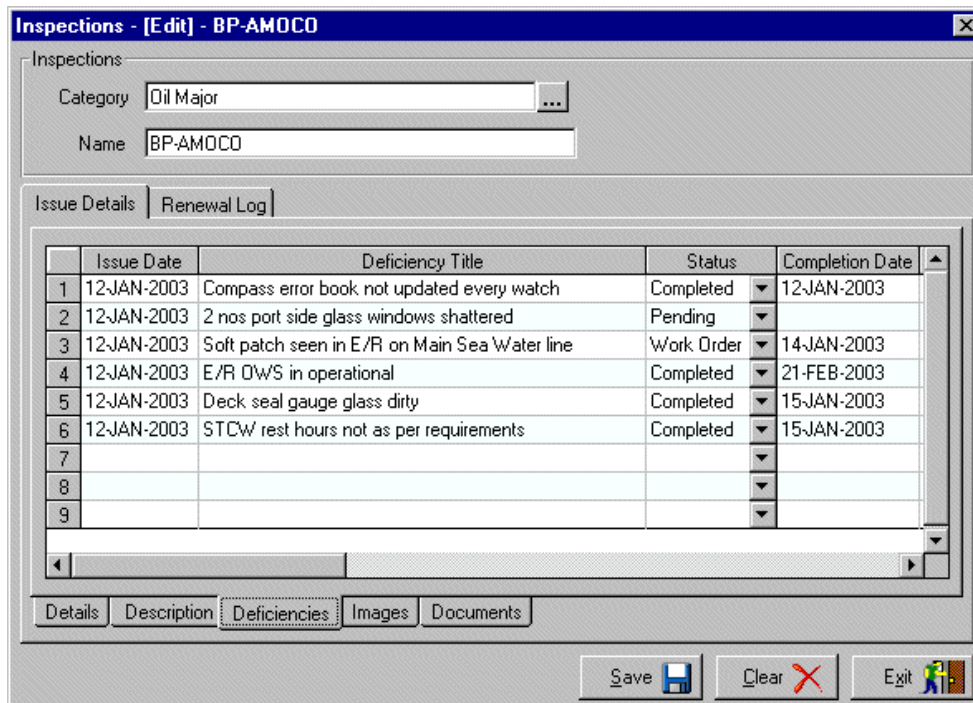 Inspections - [Edit] - BP-AMOCO
Inspections
Category Oil Major ...
Name BP-AMOCO
Issue Details Renewal Log
Issue Date Deficiency Title Status Completion Date
1 12-JAN-2003 Compass error book not updated every watch Completed 12-JAN-2003
2 12-JAN-2003 2 nos port side glass windows shattered Pending
3 12-JAN-2003 Soft patch seen in E/R on Main Sea Water line Work Order 14-JAN-2003
4 12-JAN-2003 E/R OWS in operational Completed 21-FEB-2003
5 12-JAN-2003 Deck seal gauge glass dirty Completed 15-JAN-2003
6 12-JAN-2003 STCW rest hours not as per requirements Completed 15-JAN-2003
7
8
9
Details Description Deficiencies Images Documents
Save Clear Exit